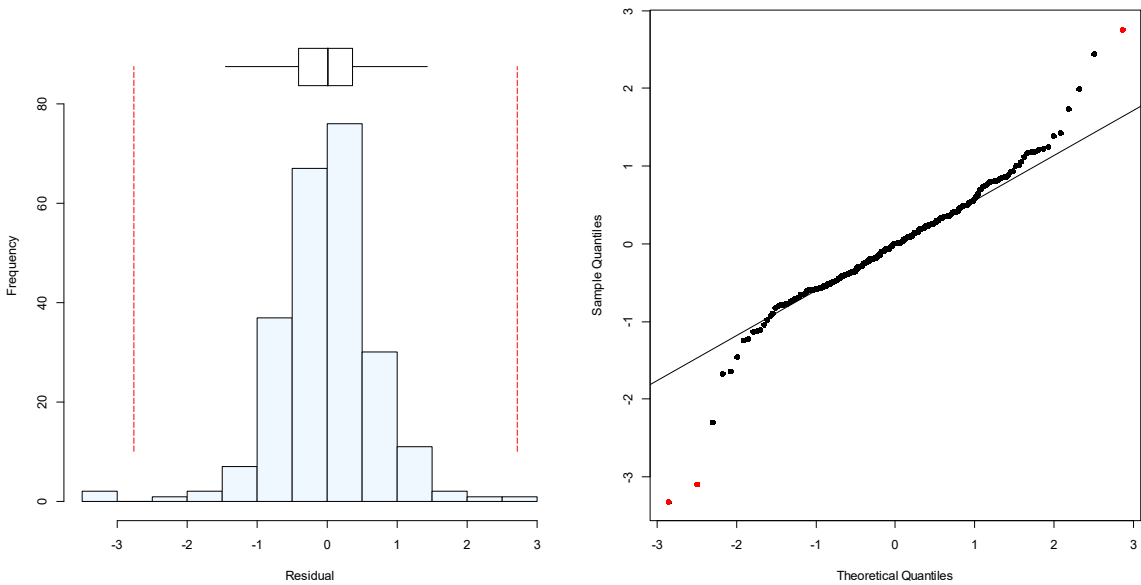 80
60
40
20
0
Frequency
-3 -2 -1 0 1 2 3
Residual
3
2
1
0
-1
-2
-3
Sample Quantiles
-3 -2 -1 0 1 2 3
Theoretical Quantiles